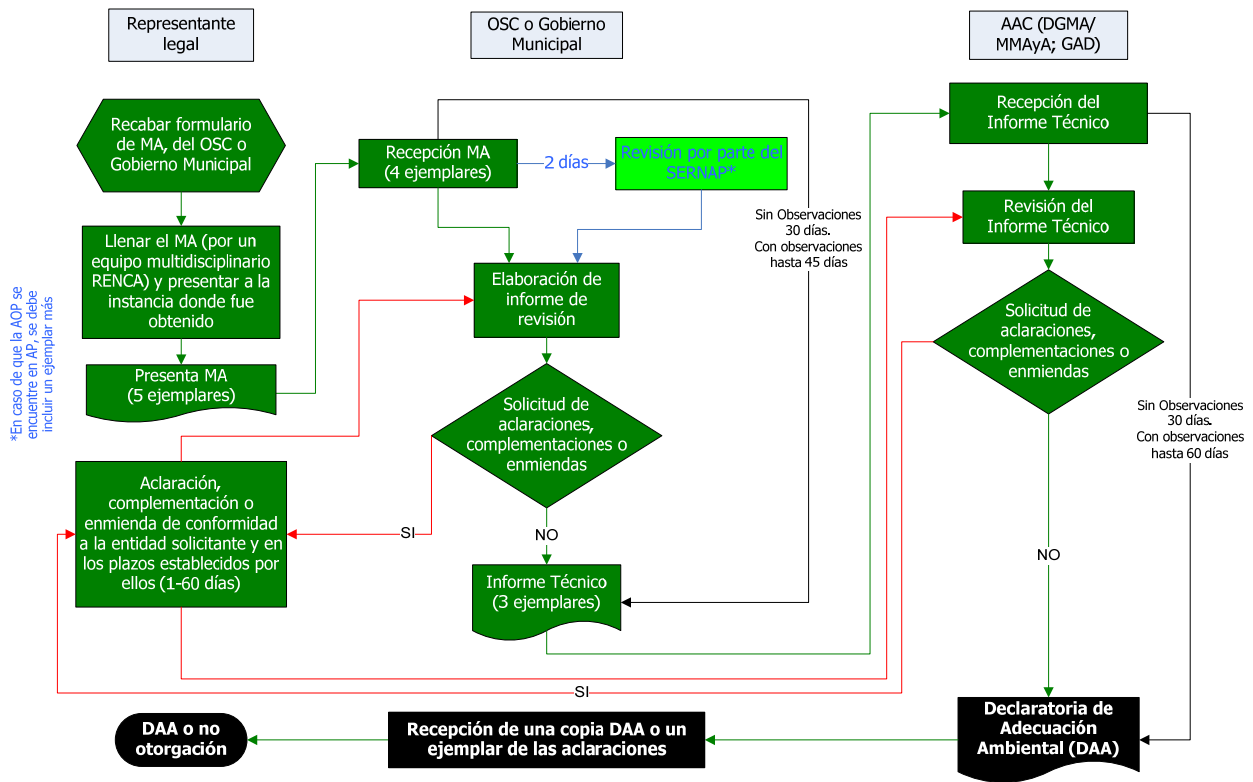 Representante
legal
OSC o Gobierno
Municipal
AAC (DGMA/
MMAyA; GAD)
Recabar formulario
de MA, del OSC o
Gobierno Municipal
Llenar el MA (por un
equipo multidisciplinario
RENCA) y presentar a la
instancia donde fue
obtenido
Presenta MA
(5 ejemplares)
*En caso de que la AOP se
encuentre en AP, se debe
incluir un ejemplar más
Aclaración,
complementación o
enmienda de conformidad
a la entidad solicitante y en
los plazos establecidos por
ellos (1-60 días)
Recepción MA
(4 ejemplares)
2 días
Revisión por parte del
SERNAP*
Sin Observaciones
30 días.
Con observaciones
hasta 45 días
Elaboración de
informe de
revisión
Solicitud de
aclaraciones,
complementaciones o
enmiendas
SI
NO
Informe Técnico
(3 ejemplares)
Recepción del
Informe Técnico
Revisión del
Informe Técnico
Solicitud de
aclaraciones,
complementaciones o
enmiendas
Sin Observaciones
30 días.
Con observaciones
hasta 60 días
NO
SI
Declaratoria de
Adecuación
Ambiental (DAA)
Recepción de una copia DAA o un
ejemplar de las aclaraciones
DAA o no
otorgación